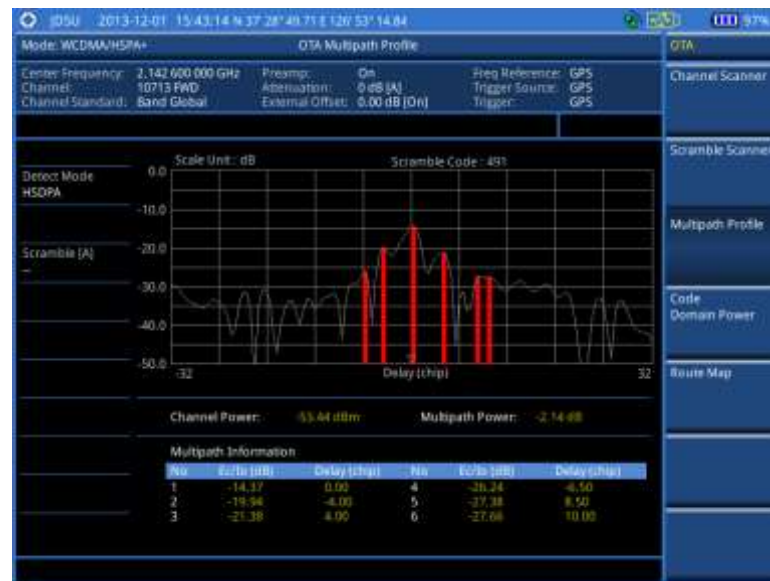 JDSU 2013-12-01 15:43:14 N 37° 28' 49.71 E 126° 53' 14.84 97%
Mode: WCDMA/HSPA+ OTA Multipath Profile OTA
Center Frequency: 2.142 600 000 GHz Preamp: On Freq Reference: GPS
Channel: 10713 FWD Attenuation: 0 dB [A] Trigger Source: GPS
Channel Standard: Band Global External Offset: 0.00 dB [On] Trigger: GPS
Channel Scanner
Scramble Scanner
Multipath Profile
Code
Domain Power
Route Map
Detect Mode
HSDPA
Scramble [A]
--
Scale Unit : dB Scramble Code : 491
0.0
-10.0
-20.0
-30.0
-40.0
-50.0
-32 Delay (chip) 32
Channel Power: -53.44 dBm Multipath Power: -2.14 dB
Multipath Information
No Ec/Io (dB) Delay (chip) No Ec/Io (dB) Delay (chip)
1 -14.37 0.00 4 -26.24 -6.50
2 -19.94 -4.00 5 -27.38 8.50
3 -21.38 4.00 6 -27.66 10.00